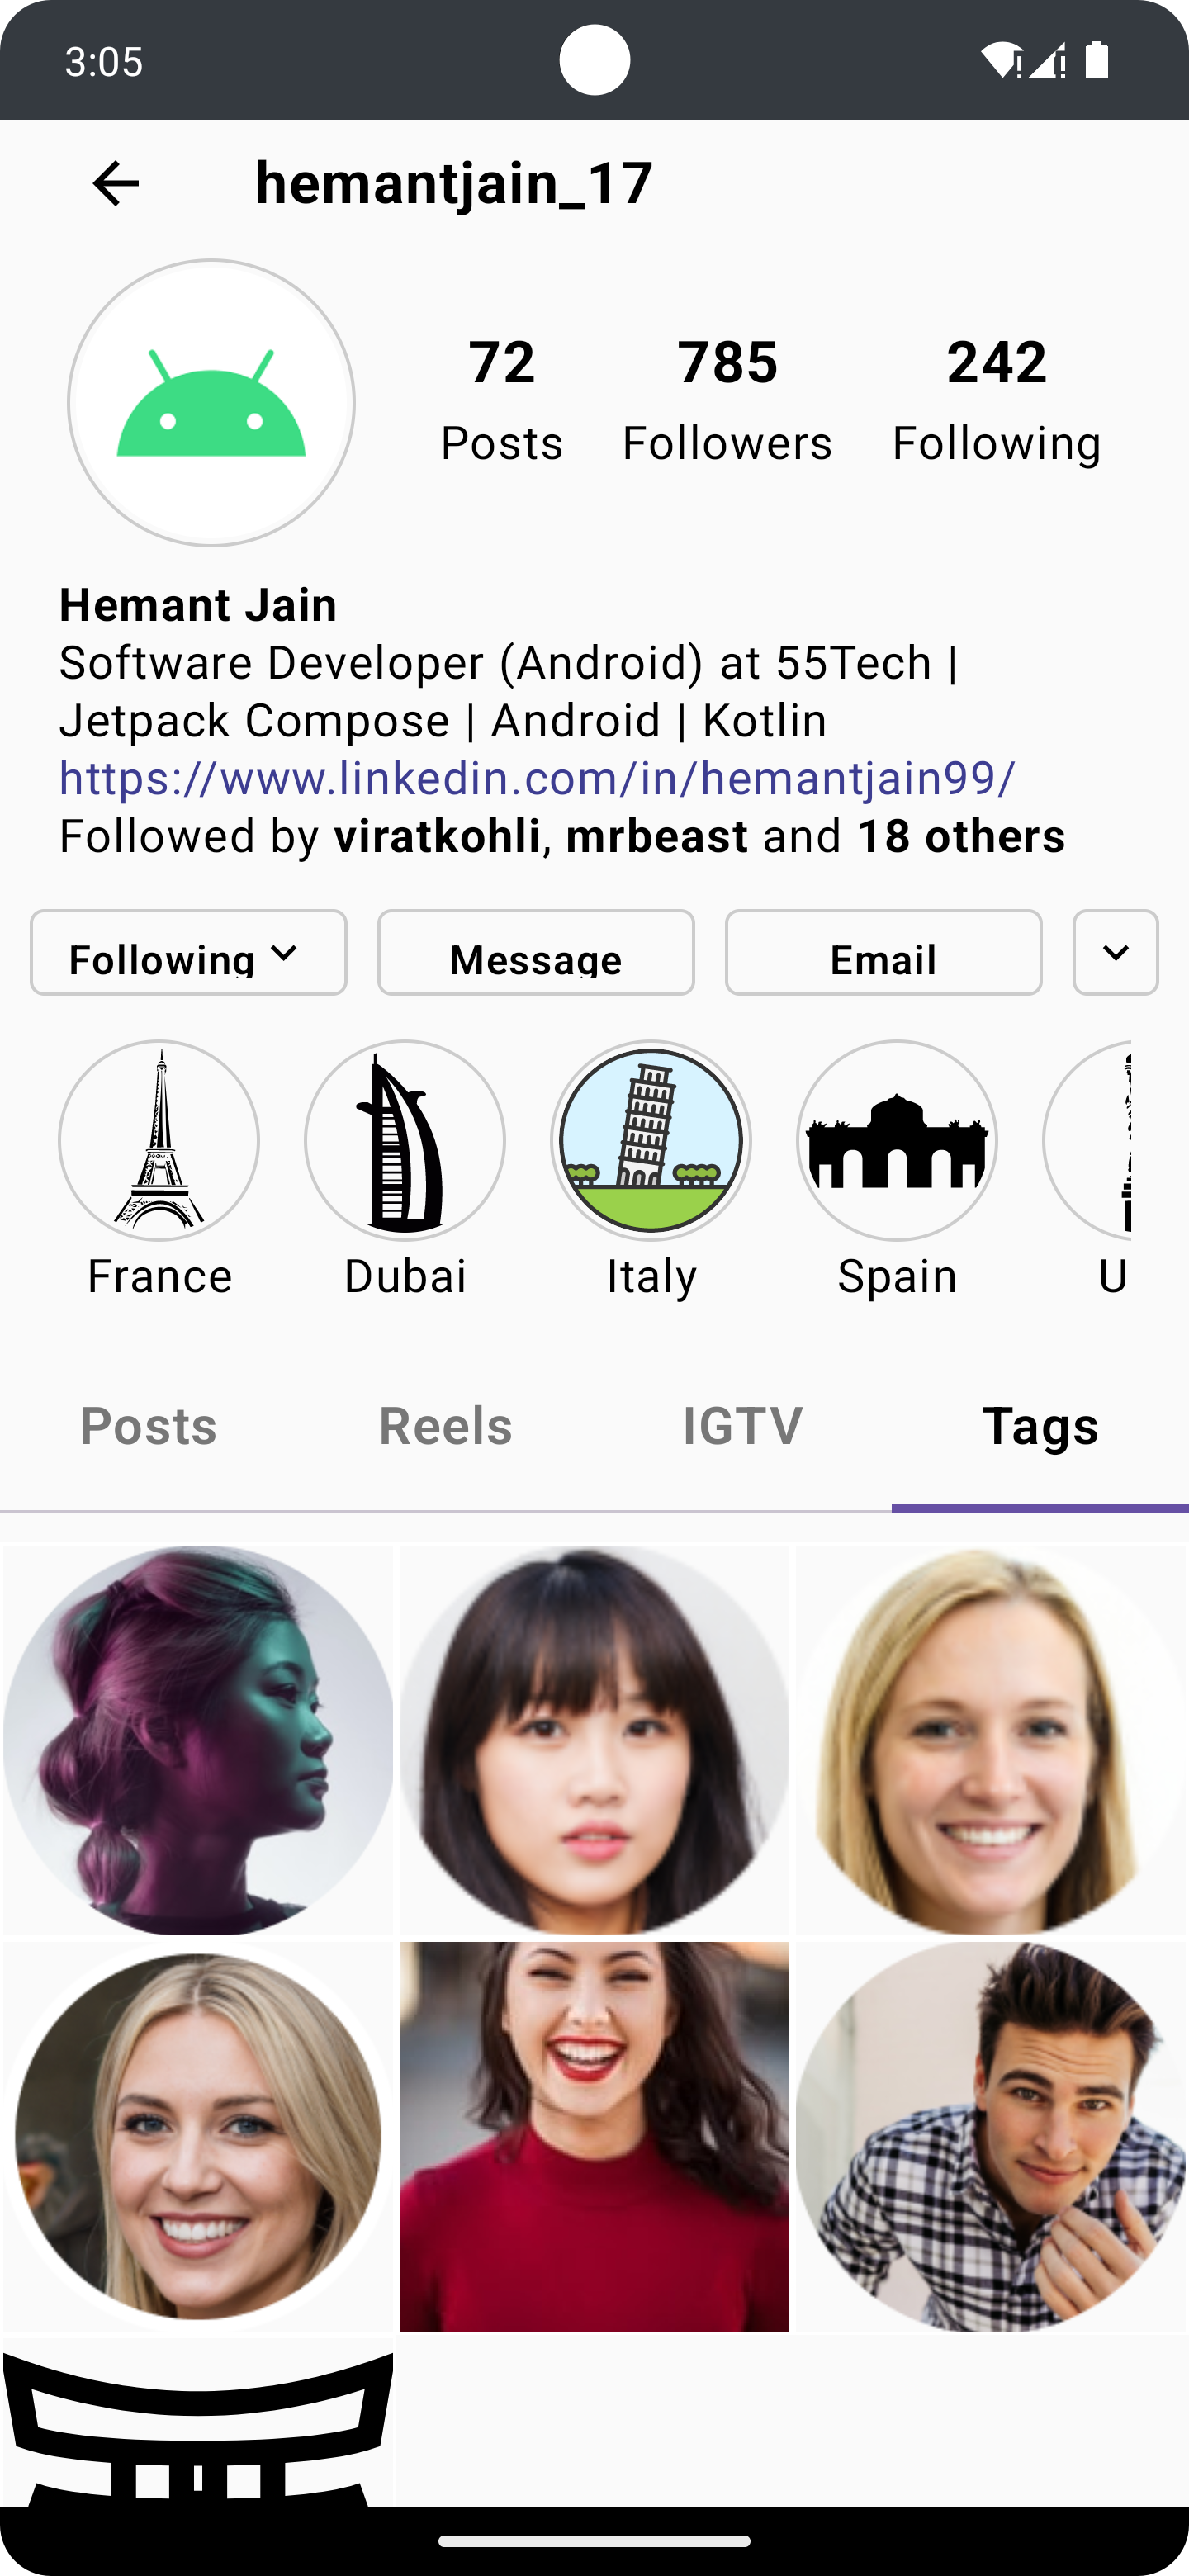 3:05
hemantjain_17
72 785 242
Posts Followers Following
Hemant Jain
Software Developer (Android) at 55Tech |
Jetpack Compose | Android | Kotlin
https://www.linkedin.com/in/hemantjain99/
Followed by viratkohli, mrbeast and 18 others
Following Message Email
France Dubai Italy Spain U
Posts Reels IGTV Tags